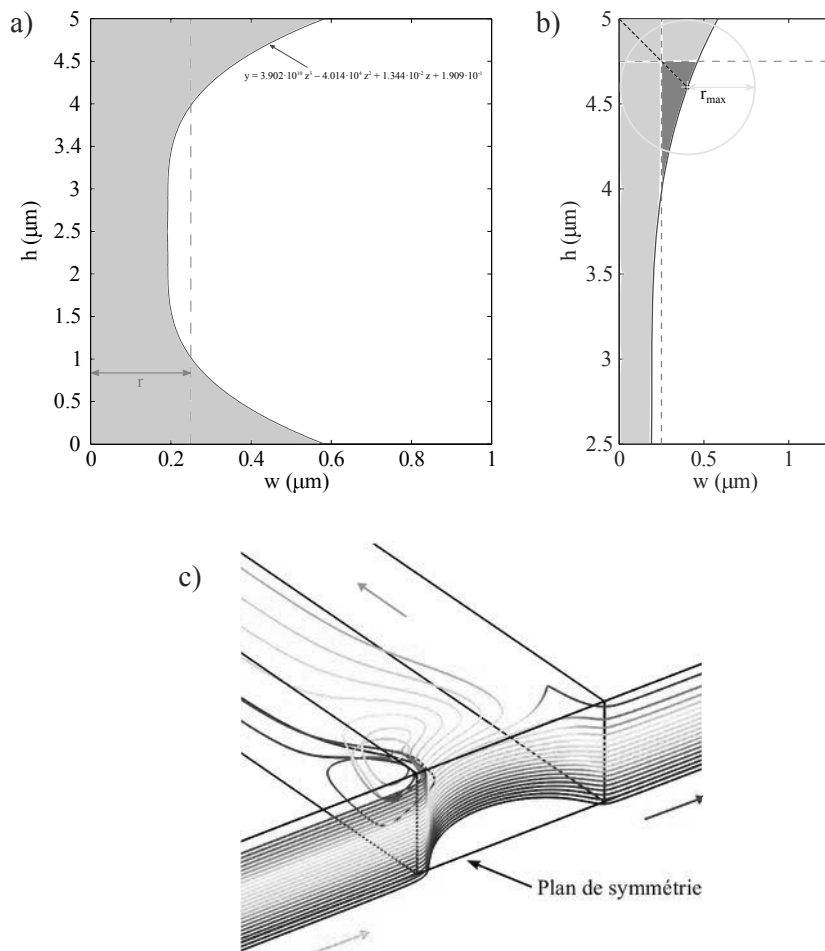 a)
5
4.5
4
3.4
3
2.5
2
1.5
1
0.5
0
h (μm)
y = 3.902·10¹⁰ z³ – 4.014·10⁴ z² + 1.344·10⁻² z + 1.909·10⁻¹
r
0
0.2
0.4
0.6
0.8
1
w (μm)
b)
5
4.5
4
3.5
3
2.5
h (μm)
r_max
0
0.5
1
w (μm)
c)
Plan de symmétrie